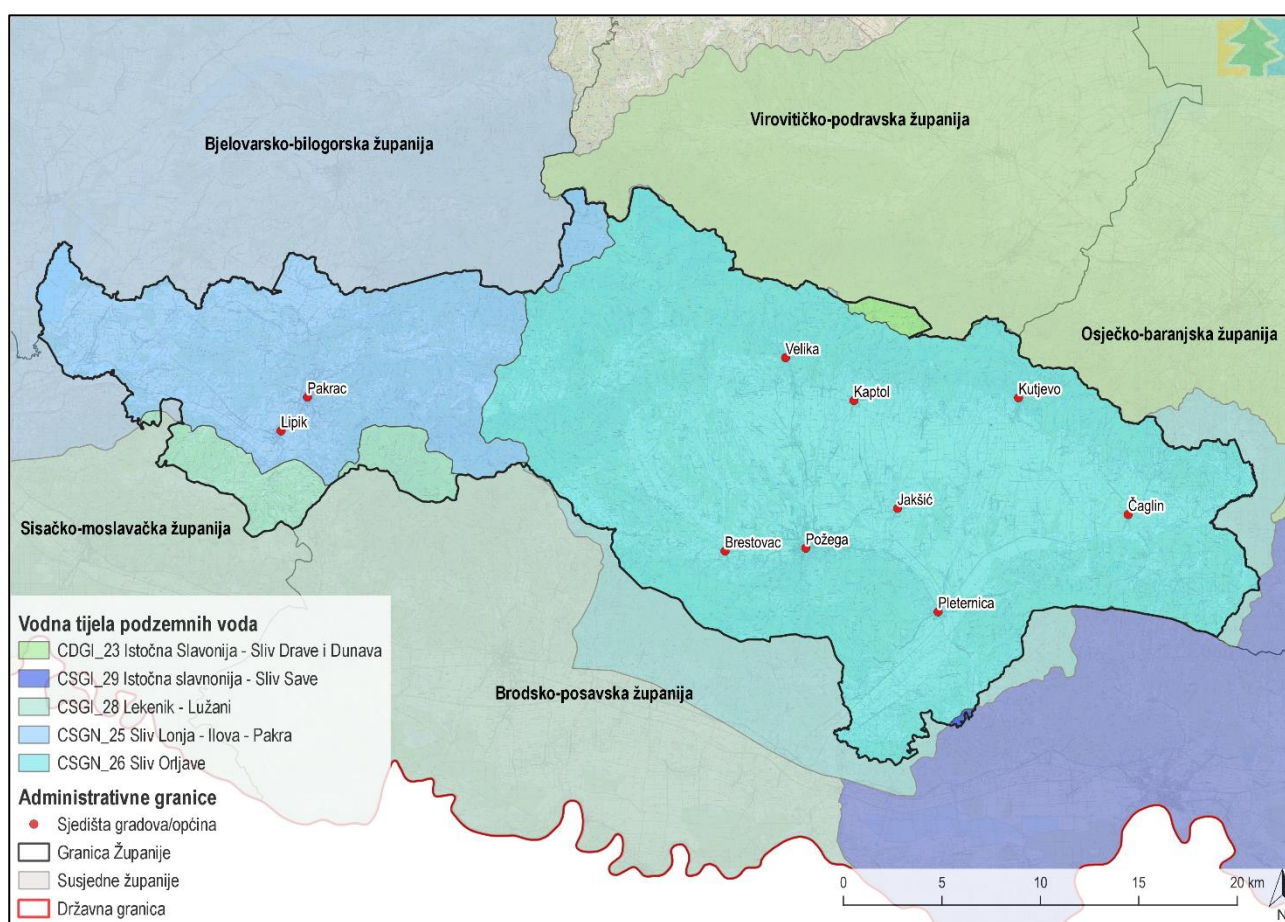 Bjelovarsko-bilogorska županija
Virovitičko-podravska županija
Osječko-baranjska županija
Velika
Kaptol
Kutjevo
Pakrac
Lipik
Jakšić
Čaglin
Sisačko-moslavačka županija
Brestovac
Požega
Pleternica
Brodsko-posavska županija
Vodna tijela podzemnih voda
CDGI_23 Istočna Slavonija - Sliv Drave i Dunava
CSGI_29 Istočna slavnonija - Sliv Save
CSGI_28 Lekenik - Lužani
CSGN_25 Sliv Lonja - Ilova - Pakra
CSGN_26 Sliv Orljave
Administrativne granice
Sjedišta gradova/općina
Granica Županije
Susjedne županije
Državna granica
0 5 10 15 20 km
N